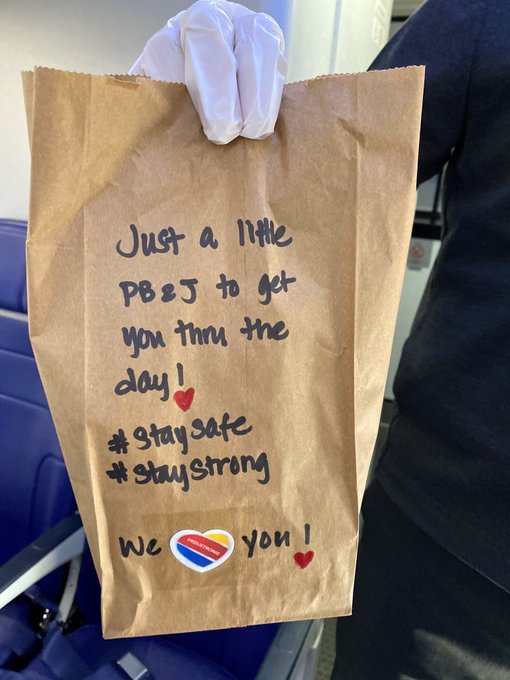 Just a little
PB&J to get
you thru the
day!
#staysafe
#staystrong
We you!